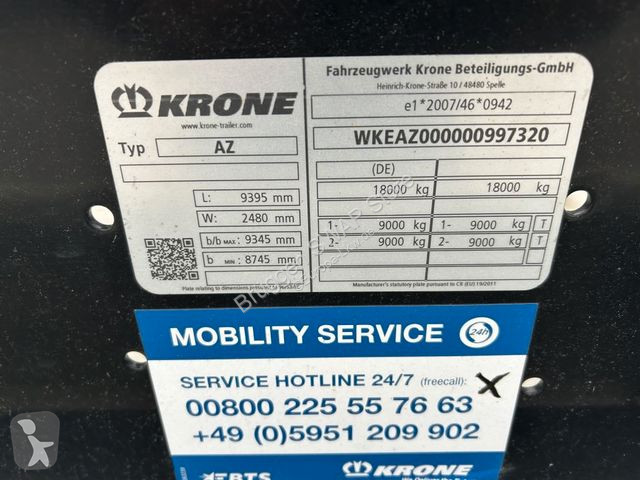 KRONE
www.krone-trailer.com
Typ AZ
L: 9395 mm
W: 2480 mm
b/b MAX: 9345 mm
b MIN: 8745 mm
Fahrzeugwerk Krone Beteiligungs-GmbH
Heinrich-Krone-Straße 10 / 48480 Spelle
e1*2007/46*0942
WKEAZ000000997320
(DE)
18000 kg 18000 kg
1- 9000 kg 1- 9000 kg T
2- 9000 kg 2- 9000 kg T
Manufacturer's statutory plate pursuant to CR (EU) 19/2011
MOBILITY SERVICE 24h
SERVICE HOTLINE 24/7 (freecall):
00800 225 55 76 63
+49 (0)5951 209 902
BTS KRONE